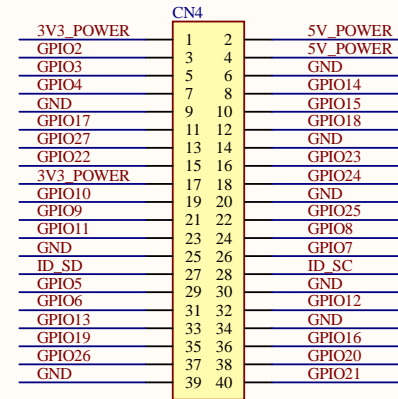 CN4
3V3_POWER 1 2 5V_POWER
GPIO2 3 4 5V_POWER
GPIO3 5 6 GND
GPIO4 7 8 GPIO14
GND 9 10 GPIO15
GPIO17 11 12 GPIO18
GPIO27 13 14 GND
GPIO22 15 16 GPIO23
3V3_POWER 17 18 GPIO24
GPIO10 19 20 GND
GPIO9 21 22 GPIO25
GPIO11 23 24 GPIO8
GND 25 26 GPIO7
ID_SD 27 28 ID_SC
GPIO5 29 30 GND
GPIO6 31 32 GPIO12
GPIO13 33 34 GND
GPIO19 35 36 GPIO16
GPIO26 37 38 GPIO20
GND 39 40 GPIO21